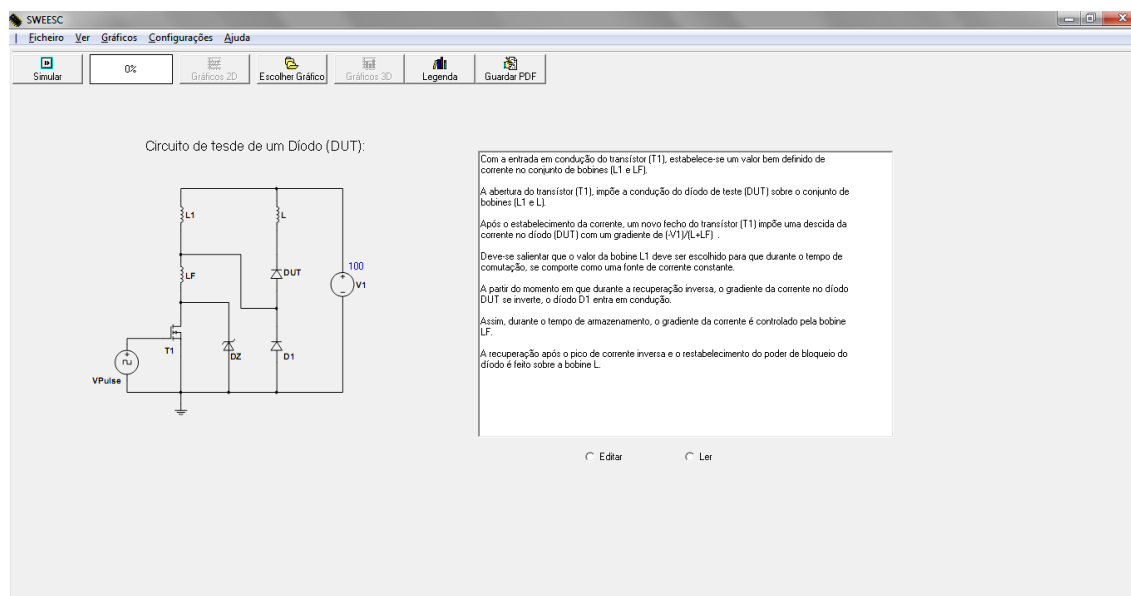 SWEESC
| Ficheiro Ver Gráficos Configurações Ajuda
Simular
0%
Gráficos 2D
Escolher Gráfico
Gráficos 3D
Legenda
Guardar PDF
Circuito de tesde de um Díodo (DUT):
L1
L
LF
DUT
100
V1
T1
DZ
D1
VPulse
Com a entrada em condução do transístor (T1), estabelece-se um valor bem definido de
corrente no conjunto de bobines (L1 e LF).
A abertura do transístor (T1), impõe a condução do díodo de teste (DUT) sobre o conjunto de
bobines (L1 e L).
Após o estabelecimento da corrente, um novo fecho do transístor (T1) impõe uma descida da
corrente no díodo (DUT) com um gradiente de (-V1)/(L+LF) .
Deve-se salientar que o valor da bobine L1 deve ser escolhido para que durante o tempo de
comutação, se comporte como uma fonte de corrente constante.
A partir do momento em que durante a recuperação inversa, o gradiente da corrente no díodo
DUT se inverte, o díodo D1 entra em condução.
Assim, durante o tempo de armazenamento, o gradiente da corrente é controlado pela bobine
LF.
A recuperação após o pico de corrente inversa e o restabelecimento do poder de bloqueio do
díodo é feito sobre a bobine L.
Editar
Ler